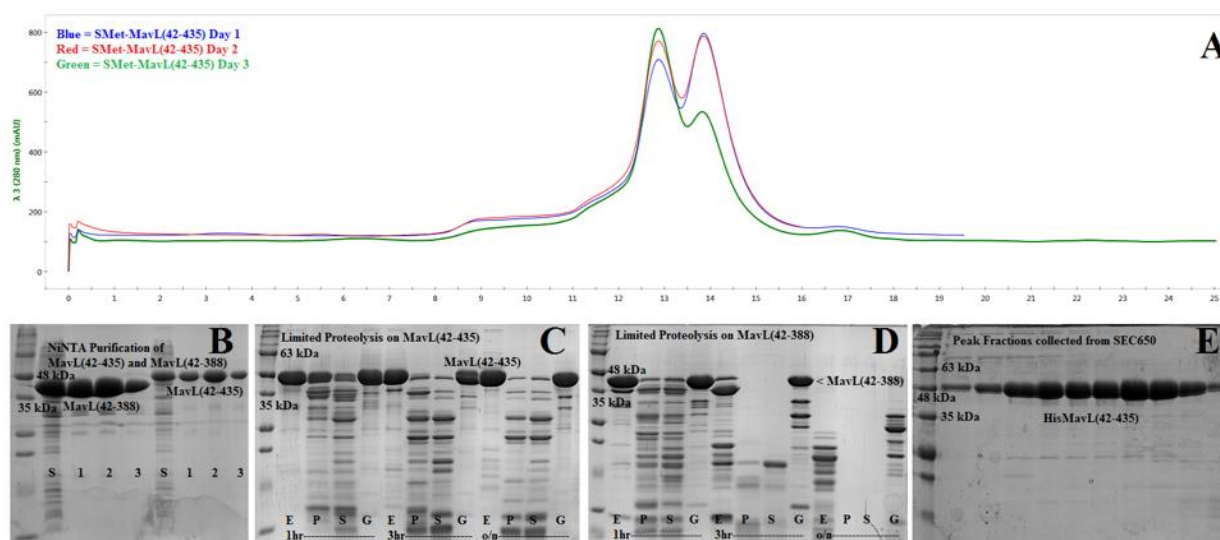 Blue = SMet-MavL(42-435) Day 1
Red = SMet-MavL(42-435) Day 2
Green = SMet-MavL(42-435) Day 3
A
λ 3 (280 nm) (mAU)
800
600
400
200
0
0 1 2 3 4 5 6 7 8 9 10 11 12 13 14 15 16 17 18 19 20 21 22 23 24 25
B
NiNTA Purification of
MavL(42-435) and MavL(42-388)
48 kDa
MavL(42-435)
35 kDa MavL(42-388)
S 1 2 3 S 1 2 3
C
Limited Proteolysis on MavL(42-435)
63 kDa
MavL(42-435)
48 kDa
35 kDa
E P S G E P S G E P S G
1hr---------------- 3hr---------------- o/n----------------
D
Limited Proteolysis on MavL(42-388)
63 kDa
48 kDa
< MavL(42-388)
35 kDa
E P S G E P S G E P S G
1hr---------------- 3hr---------------- o/n----------------
E
Peak Fractions collected from SEC650
63 kDa
48 kDa
35 kDa
HisMavL(42-435)